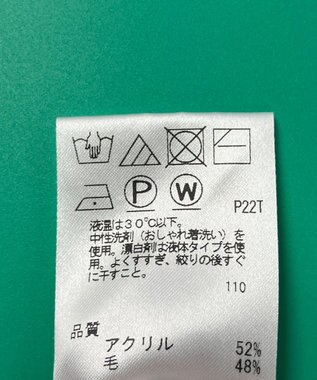 P W P22T
液温は30℃以下。
中性洗剤（おしゃれ着洗い）を
使用。漂白剤は液体タイプを使
用。よくすすぎ、絞りの後すぐ
に干すこと。
110
品質
アクリル 52%
毛 48%